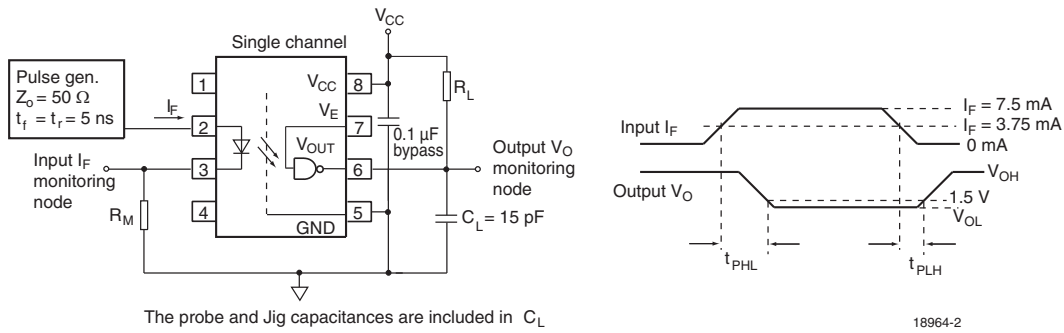 Single channel
Pulse gen.
Z₀ = 50 Ω
t_f = t_r = 5 ns
I_F
Input I_F
monitoring
node
R_M
1
2
3
4
V_CC
V_E
V_OUT
GND
8
7
6
5
V_CC
R_L
0.1 μF
bypass
Output V_O
monitoring
node
C_L = 15 pF
The probe and Jig capacitances are included in C_L
Input I_F
I_F = 7.5 mA
I_F = 3.75 mA
0 mA
Output V_O
V_OH
1.5 V
V_OL
t_PHL
t_PLH
18964-2